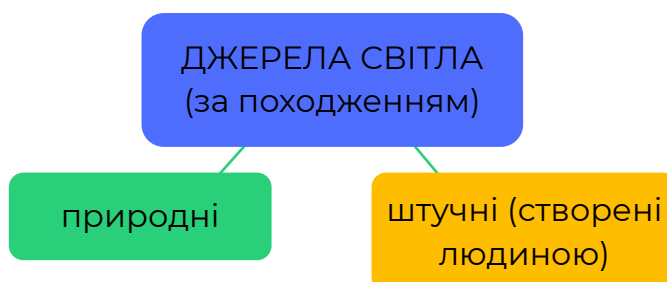 ДЖЕРЕЛА СВІТЛА
(за походженням)
природні
штучні (створені
людиною)